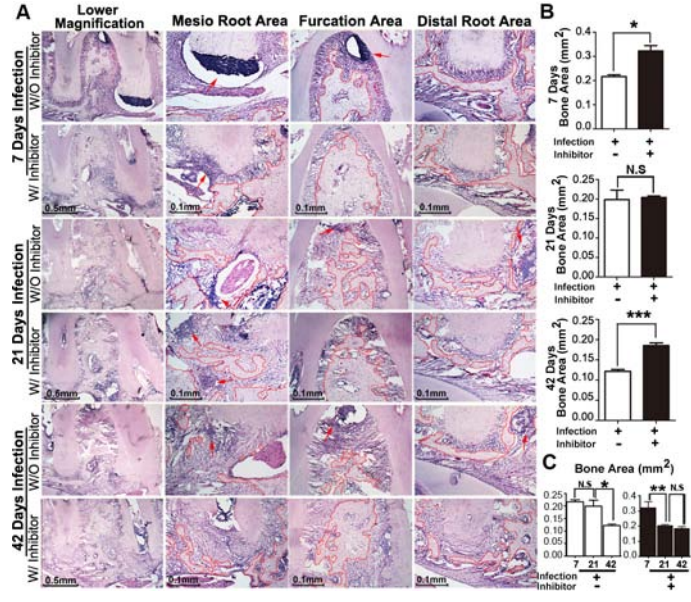 A
Lower Magnification
Mesio Root Area
Furcation Area
Distal Root Area
7 Days Infection
W/O Inhibitor
W/ Inhibitor
0.5mm
0.1mm
0.1mm
0.1mm
21 Days Infection
W/O Inhibitor
W/ Inhibitor
0.5mm
0.1mm
0.1mm
0.1mm
42 Days Infection
W/O Inhibitor
W/ Inhibitor
0.5mm
0.1mm
0.1mm
0.1mm
B
7 Days
Bone Area (mm²)
0.4
0.3
0.2
0.1
0.0
*
Infection + +
Inhibitor - +
21 Days
Bone Area (mm²)
0.25
0.20
0.15
0.10
0.05
0.00
N.S
Infection + +
Inhibitor - +
42 Days
Bone Area (mm²)
0.25
0.20
0.15
0.10
0.05
0.00
***
Infection + +
Inhibitor - +
C
Bone Area (mm²)
0.25
0.20
0.15
0.10
0.05
0.00
N.S *
7 21 42
0.4
0.3
0.2
0.1
0.0
** N.S
7 21 42
Infection + +
Inhibitor - +